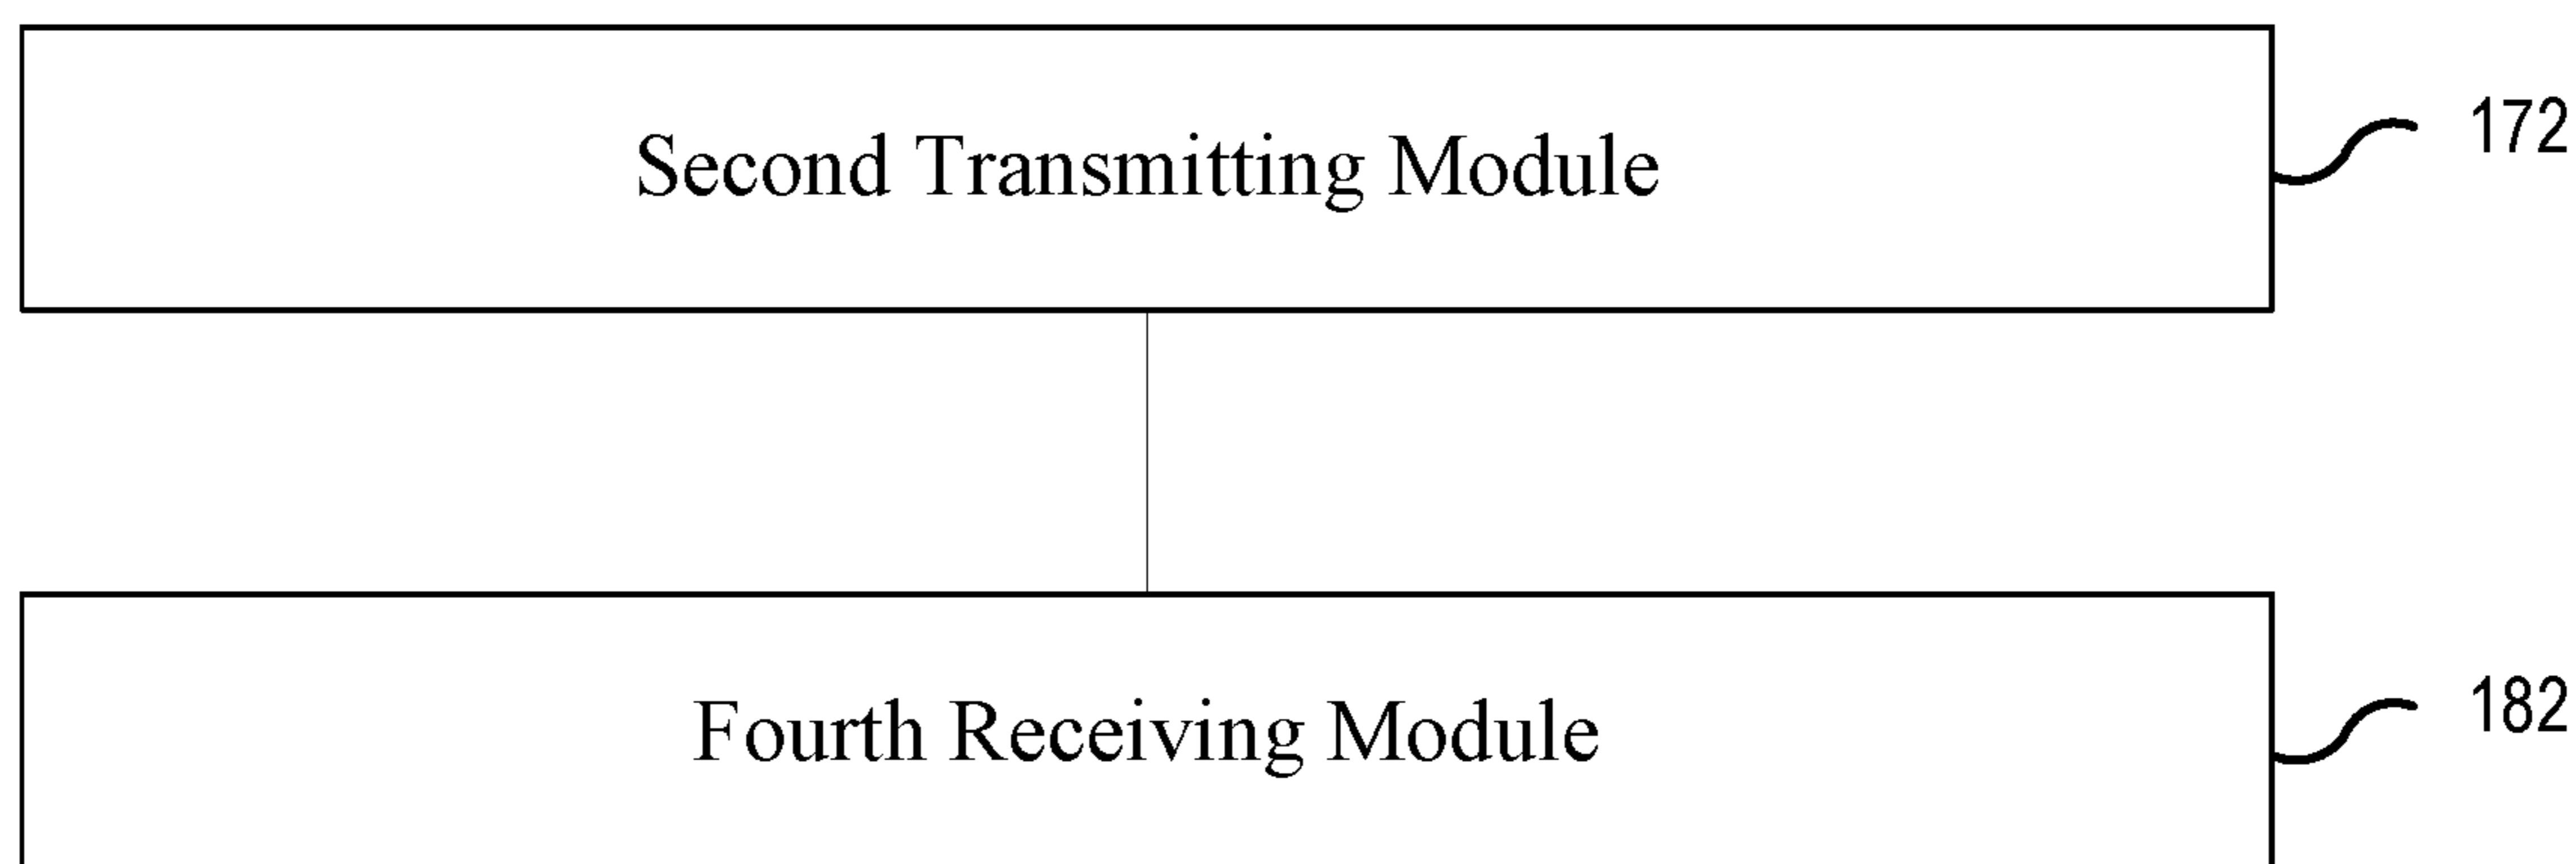 Second Transmitting Module
172
Fourth Receiving Module
182